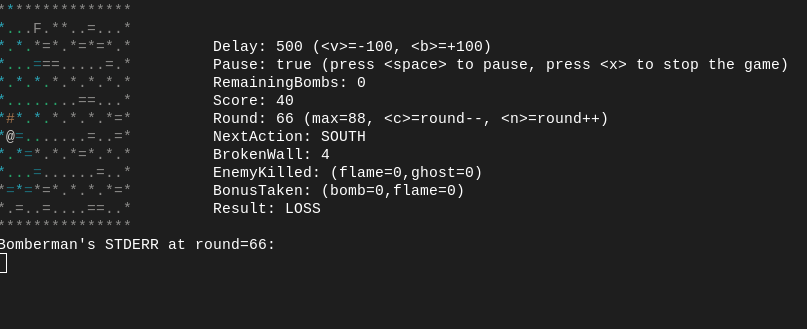 ***************
*...F.**..=...*
*.*.*=*.*=*=*.* Delay: 500 (<v>=-100, <b>=+100)
*...===.....=.* Pause: true (press <space> to pause, press <x> to stop the game)
*.*.*.*.*.*.*.* RemainingBombs: 0
*........==...* Score: 40
*#*.*.*.*.*.*=* Round: 66 (max=88, <c>=round--, <n>=round++)
*@=.......=..=* NextAction: SOUTH
*.*=*.*.*=*.*.* BrokenWall: 4
*...=......=..* EnemyKilled: (flame=0,ghost=0)
*=*=*=*.*.*.*=* BonusTaken: (bomb=0,flame=0)
*.=..=....==..* Result: LOSS
***************
Bomberman's STDERR at round=66: